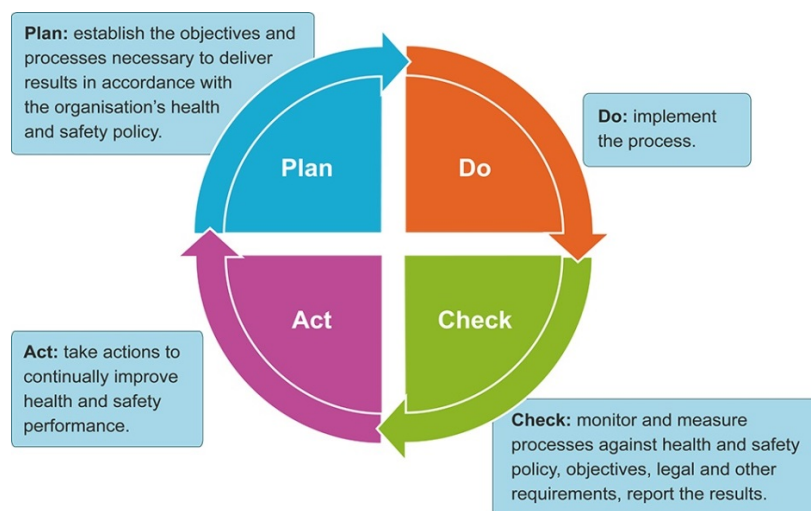 Plan: establish the objectives and
processes necessary to deliver
results in accordance with
the organisation's health
and safety policy.
Plan
Do
Do: implement
the process.
Act
Check
Act: take actions to
continually improve
health and safety
performance.
Check: monitor and measure
processes against health and safety
policy, objectives, legal and other
requirements, report the results.